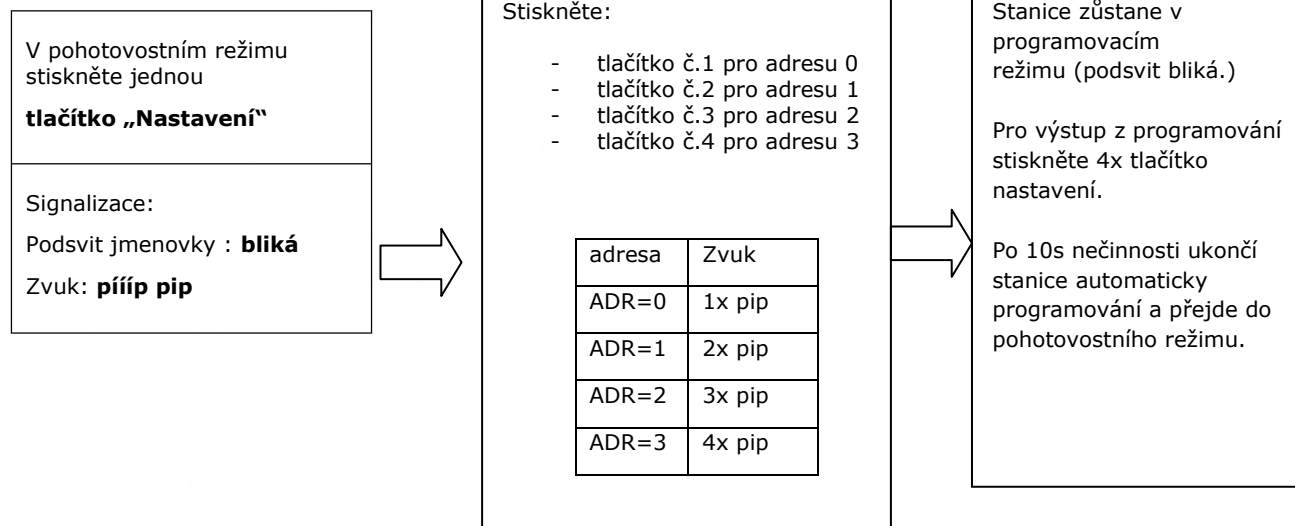 V pohotovostním režimu
stiskněte jednou
tlačítko „Nastavení“
Signalizace:
Podsvit jmenovky : bliká
Zvuk: píííp pip
Stiskněte:
- tlačítko č.1 pro adresu 0
- tlačítko č.2 pro adresu 1
- tlačítko č.3 pro adresu 2
- tlačítko č.4 pro adresu 3
adresa Zvuk
ADR=0 1x pip
ADR=1 2x pip
ADR=2 3x pip
ADR=3 4x pip
Stanice zůstane v
programovacím
režimu (podsvit bliká.)
Pro výstup z programování
stiskněte 4x tlačítko
nastavení.
Po 10s nečinnosti ukončí
stanice automaticky
programování a přejde do
pohotovostního režimu.